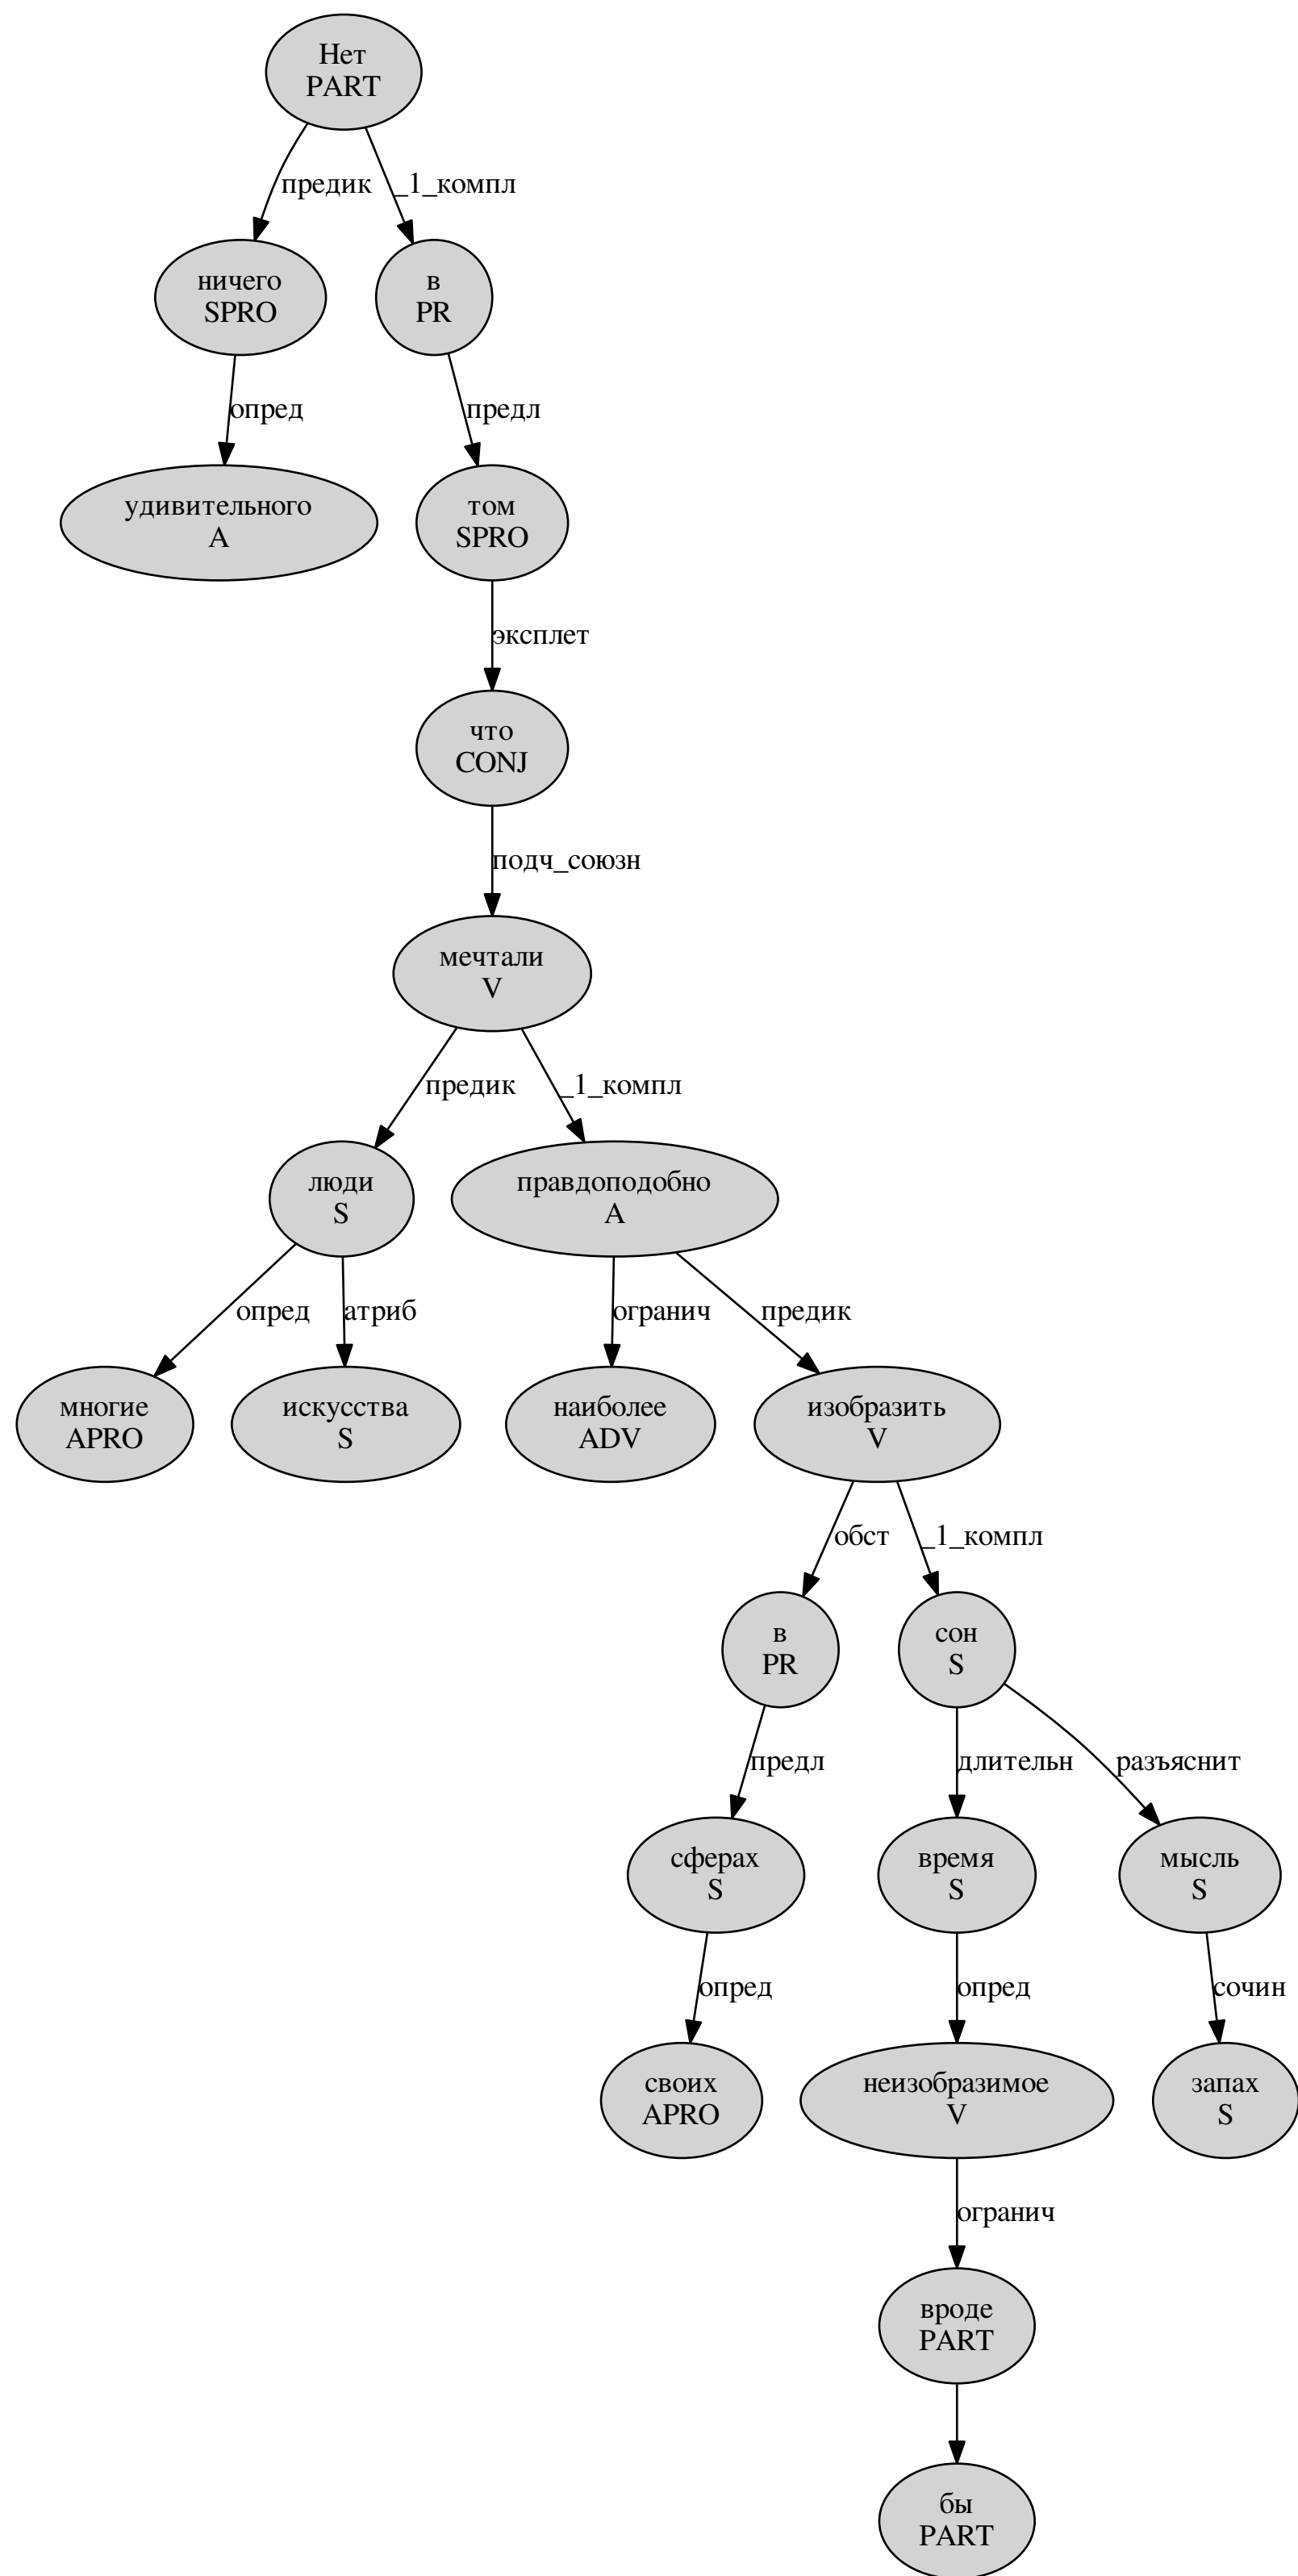 Нет
PART
предик
_1_компл
ничего
SPRO
в
PR
опред
предл
удивительного
A
том
SPRO
эксплет
что
CONJ
подч_союзн
мечтали
V
предик
_1_компл
люди
S
правдоподобно
A
опред
атриб
огранич
предик
многие
APRO
искусства
S
наиболее
ADV
изобразить
V
обст
_1_компл
в
PR
сон
S
предл
длительн
разъяснит
сферах
S
время
S
мысль
S
опред
опред
сочин
своих
APRO
неизобразимое
V
запах
S
огранич
вроде
PART
бы
PART